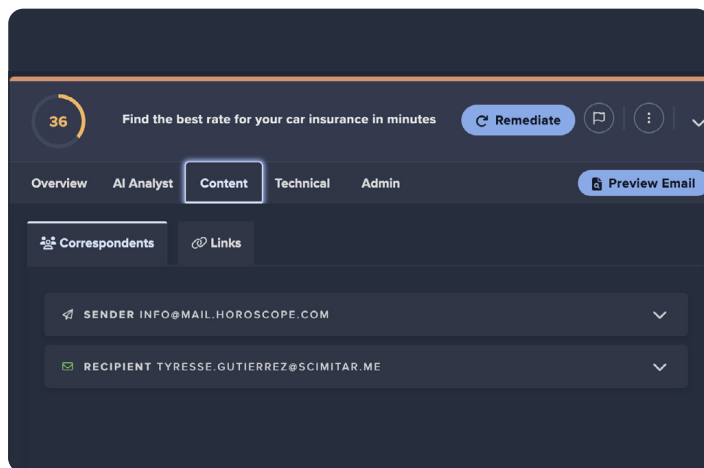 36
Find the best rate for your car insurance in minutes
Remediate
Overview AI Analyst Content Technical Admin
Preview Email
Correspondents Links
SENDER INFO@MAIL.HOROSCOPE.COM
RECIPIENT TYRESSE.GUTIERREZ@SCIMITAR.ME